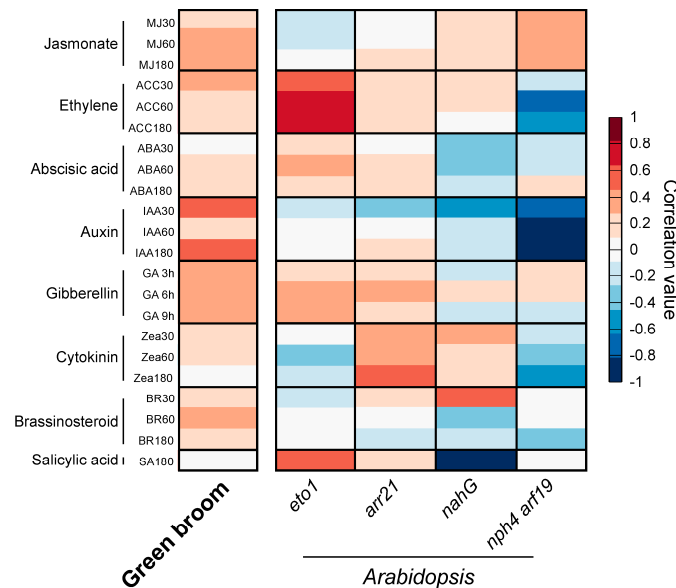 Jasmonate
MJ30
MJ60
MJ180
Ethylene
ACC30
ACC60
ACC180
Abscisic acid
ABA30
ABA60
ABA180
Auxin
IAA30
IAA60
IAA180
Gibberellin
GA 3h
GA 6h
GA 9h
Cytokinin
Zea30
Zea60
Zea180
Brassinosteroid
BR30
BR60
BR180
Salicylic acid
SA180
Green broom
eto1
arr21
nahG
nph4 arf19
Arabidopsis
1
0.8
0.6
0.4
0.2
0
-0.2
-0.4
-0.6
-0.8
-1
Correlation value